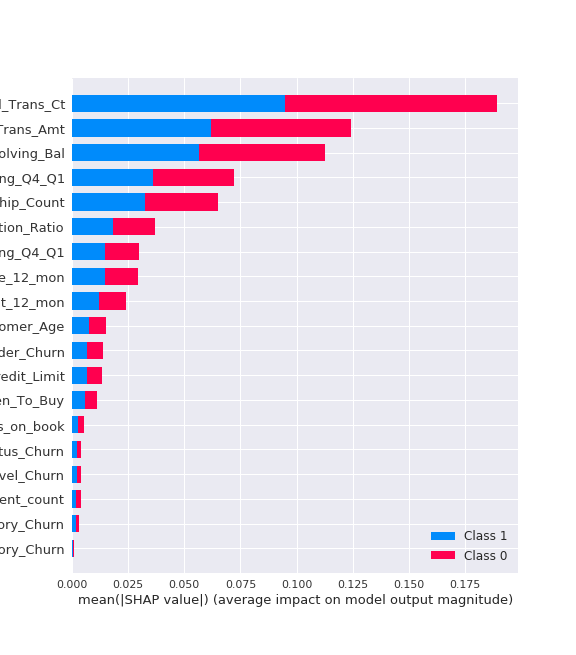 l_Trans_Ct
Trans_Amt
olving_Bal
ng_Q4_Q1
hip_Count
tion_Ratio
ng_Q4_Q1
e_12_mon
t_12_mon
omer_Age
der_Churn
redit_Limit
en_To_Buy
s_on_book
tus_Churn
vel_Churn
ent_count
ory_Churn
ory_Churn
Class 1
Class 0
0.000 0.025 0.050 0.075 0.100 0.125 0.150 0.175
mean(|SHAP value|) (average impact on model output magnitude)